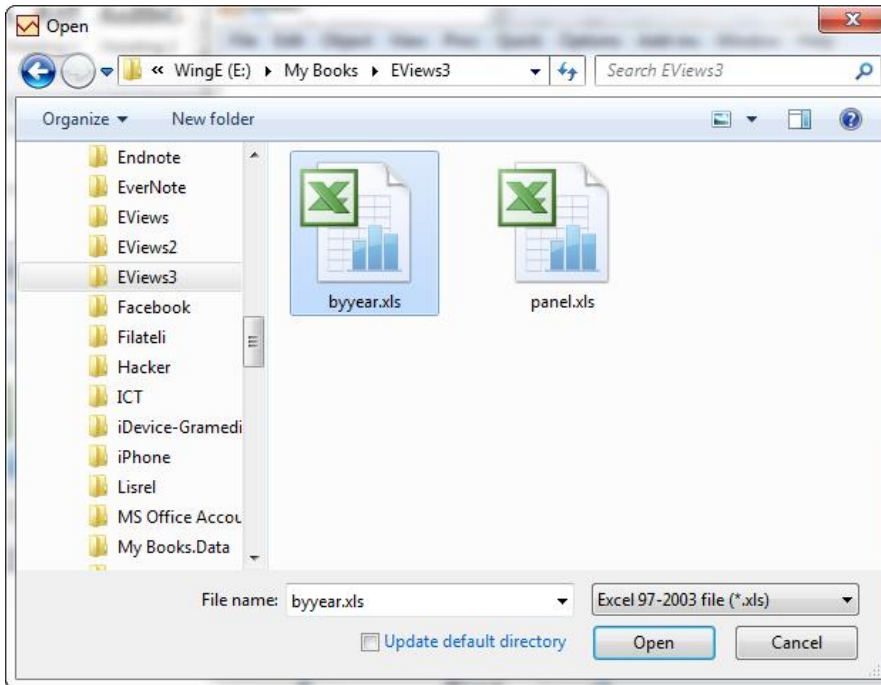 Open
« WingE (E:) My Books EViews3
Search EViews3
Organize
New folder
Endnote
EverNote
EViews
EViews2
EViews3
Facebook
Filateli
Hacker
ICT
iDevice-Gramedi
iPhone
Lisrel
MS Office Accou
My Books.Data
byyear.xls
panel.xls
File name: byyear.xls
Excel 97-2003 file (*.xls)
Update default directory
Open
Cancel